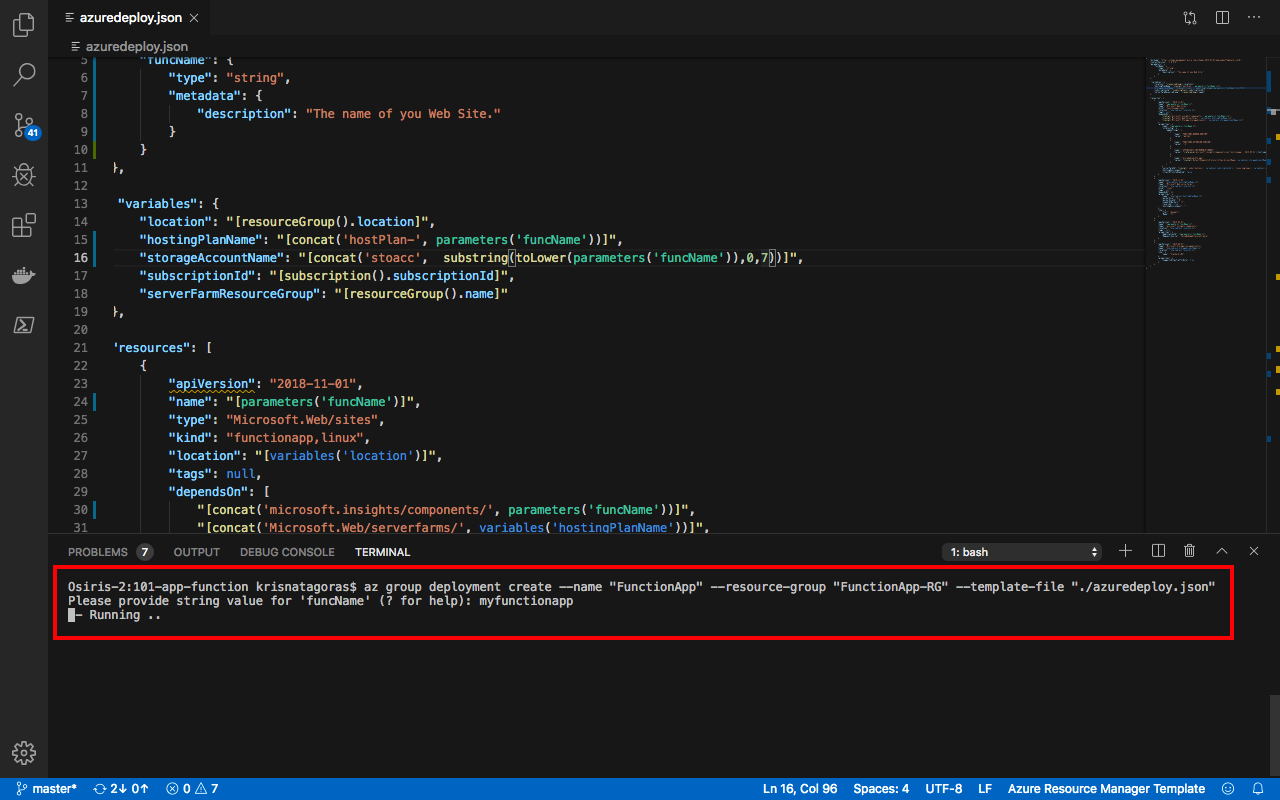 azuredeploy.json
azuredeploy.json
41
5 "funcName": {
6 "type": "string",
7 "metadata": {
8 "description": "The name of you Web Site."
9 }
10 }
11 },
12
13 "variables": {
14 "location": "[resourceGroup().location]",
15 "hostingPlanName": "[concat('hostPlan-', parameters('funcName'))]",
16 "storageAccountName": "[concat('stoacc',  substring(toLower(parameters('funcName')),0,7))]",
17 "subscriptionId": "[subscription().subscriptionId]",
18 "serverFarmResourceGroup": "[resourceGroup().name]"
19 },
20
21 "resources": [
22 {
23 "apiVersion": "2018-11-01",
24 "name": "[parameters('funcName')]",
25 "type": "Microsoft.Web/sites",
26 "kind": "functionapp,linux",
27 "location": "[variables('location')]",
28 "tags": null,
29 "dependsOn": [
30 "[concat('microsoft.insights/components/', parameters('funcName'))]",
31 "[concat('Microsoft.Web/serverfarms/', variables('hostingPlanName'))]",
PROBLEMS 7 OUTPUT DEBUG CONSOLE TERMINAL 1: bash
Osiris-2:101-app-function krisnatagoras$ az group deployment create --name "FunctionApp" --resource-group "FunctionApp-RG" --template-file "./azuredeploy.json"
Please provide string value for 'funcName' (? for help): myfunctionapp
- Running ..
master* 2↓ 0↑ 0 7 Ln 16, Col 96 Spaces: 4 UTF-8 LF Azure Resource Manager Template